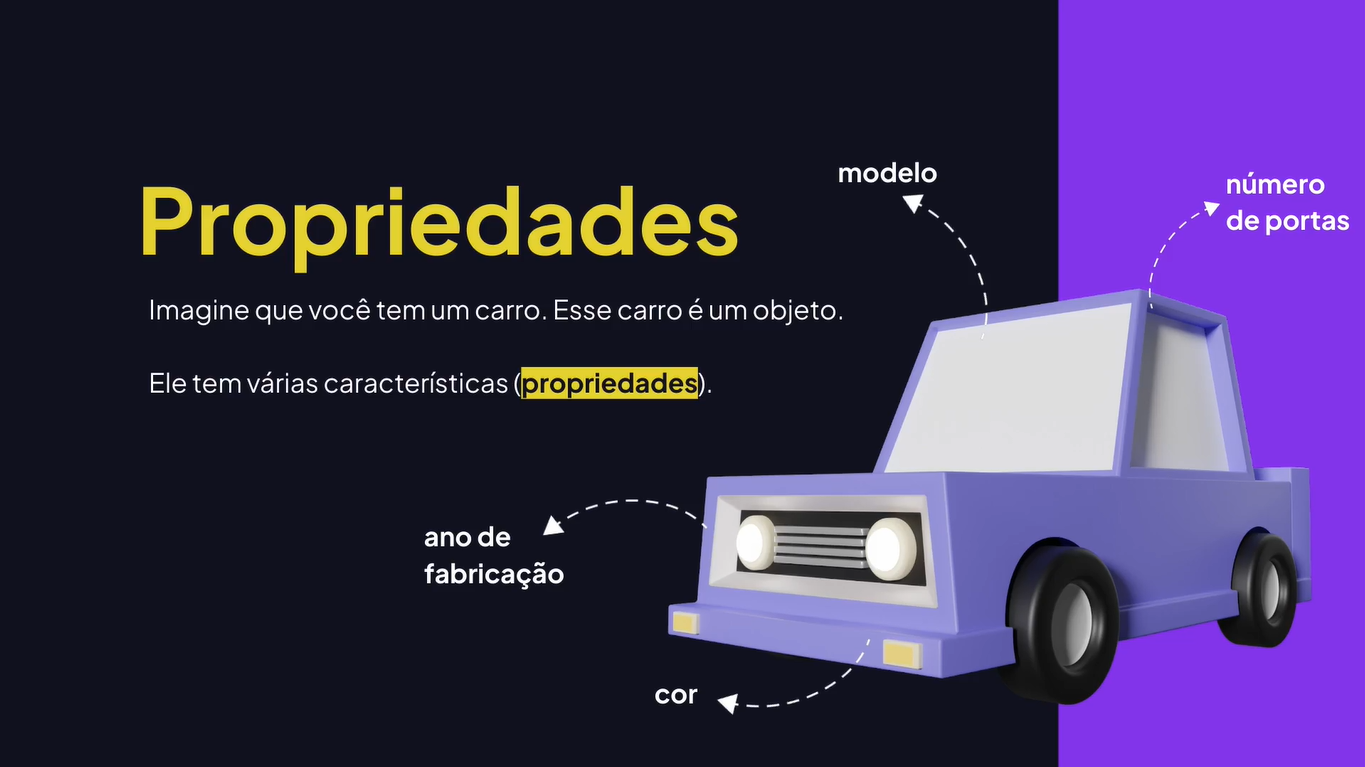 Propriedades
Imagine que você tem um carro. Esse carro é um objeto.
Ele tem várias características (propriedades).
modelo
número
de portas
ano de
fabricação
cor